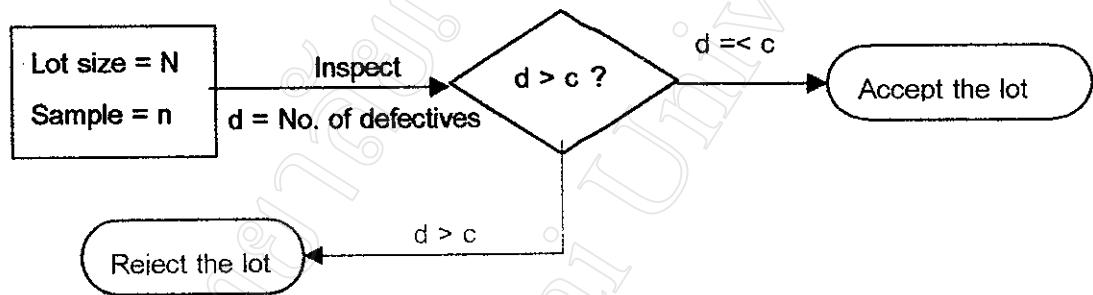 Lot size = N
Sample = n
Inspect
d = No. of defectives
d > c ?
d =< c
Accept the lot
d > c
Reject the lot